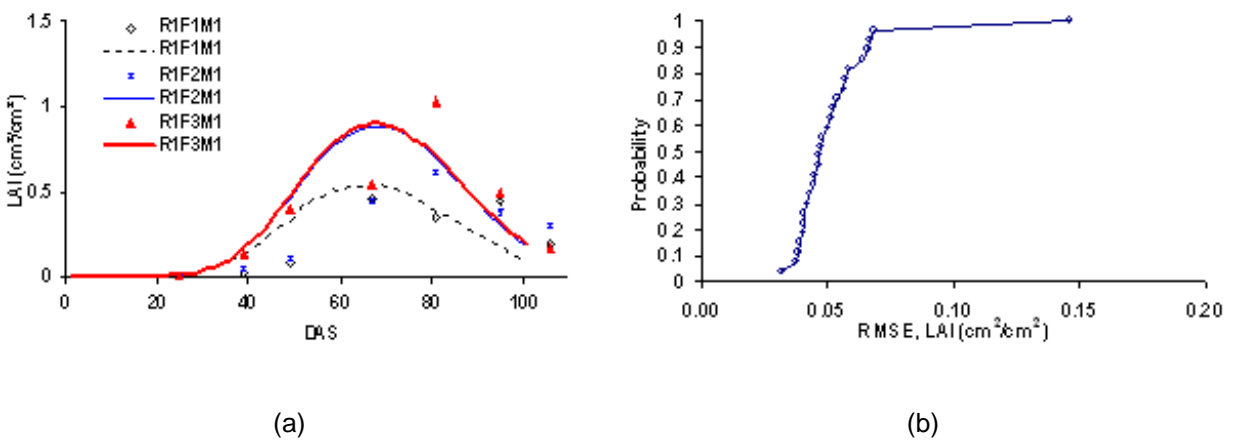 1.5
1
0.5
0
LAI (cm²/cm²)
R1F1M1
R1F1M1
R1F2M1
R1F2M1
R1F3M1
R1F3M1
0 20 40 60 80 100
DAS
1
0.9
0.8
0.7
0.6
0.5
0.4
0.3
0.2
0.1
0
Probability
0.00 0.05 0.10 0.15 0.20
RMSE, LAI (cm²/cm²)
(a) (b)